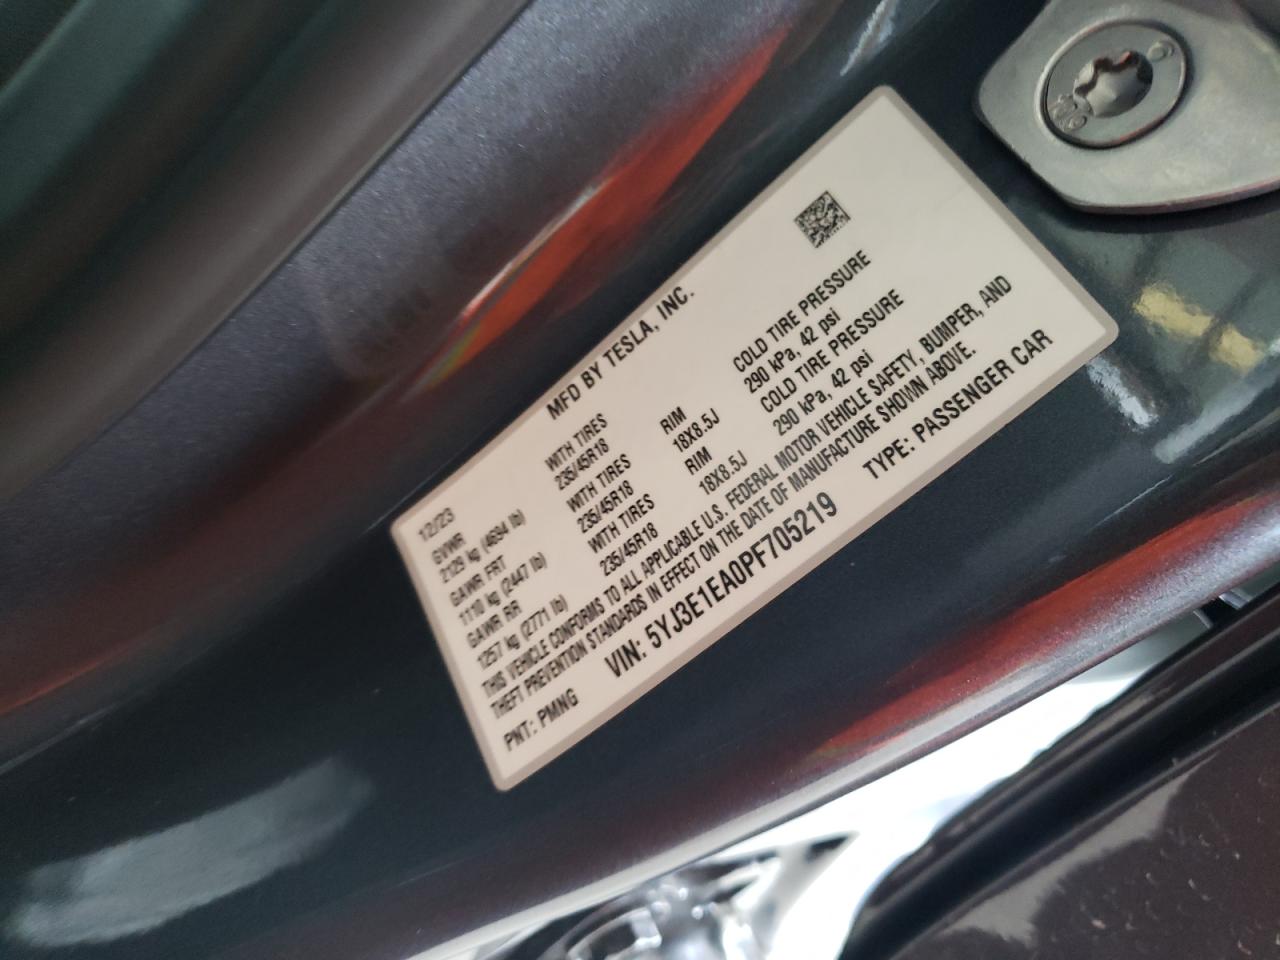 MFD BY TESLA, INC.
12/23
GVWR
2129 kg (4694 lb)
GAWR FRT WITH TIRES RIM COLD TIRE PRESSURE
1110 kg (2447 lb) 235/45R18 18X8.5J 290 kPa, 42 psi
GAWR RR WITH TIRES RIM COLD TIRE PRESSURE
1257 kg (2771 lb) 235/45R18 18X8.5J 290 kPa, 42 psi
WITH TIRES
235/45R18
THIS VEHICLE CONFORMS TO ALL APPLICABLE U.S. FEDERAL MOTOR VEHICLE SAFETY, BUMPER, AND
THEFT PREVENTION STANDARDS IN EFFECT ON THE DATE OF MANUFACTURE SHOWN ABOVE.
PNT: PMNG VIN: 5YJ3E1EA0PF705219 TYPE: PASSENGER CAR